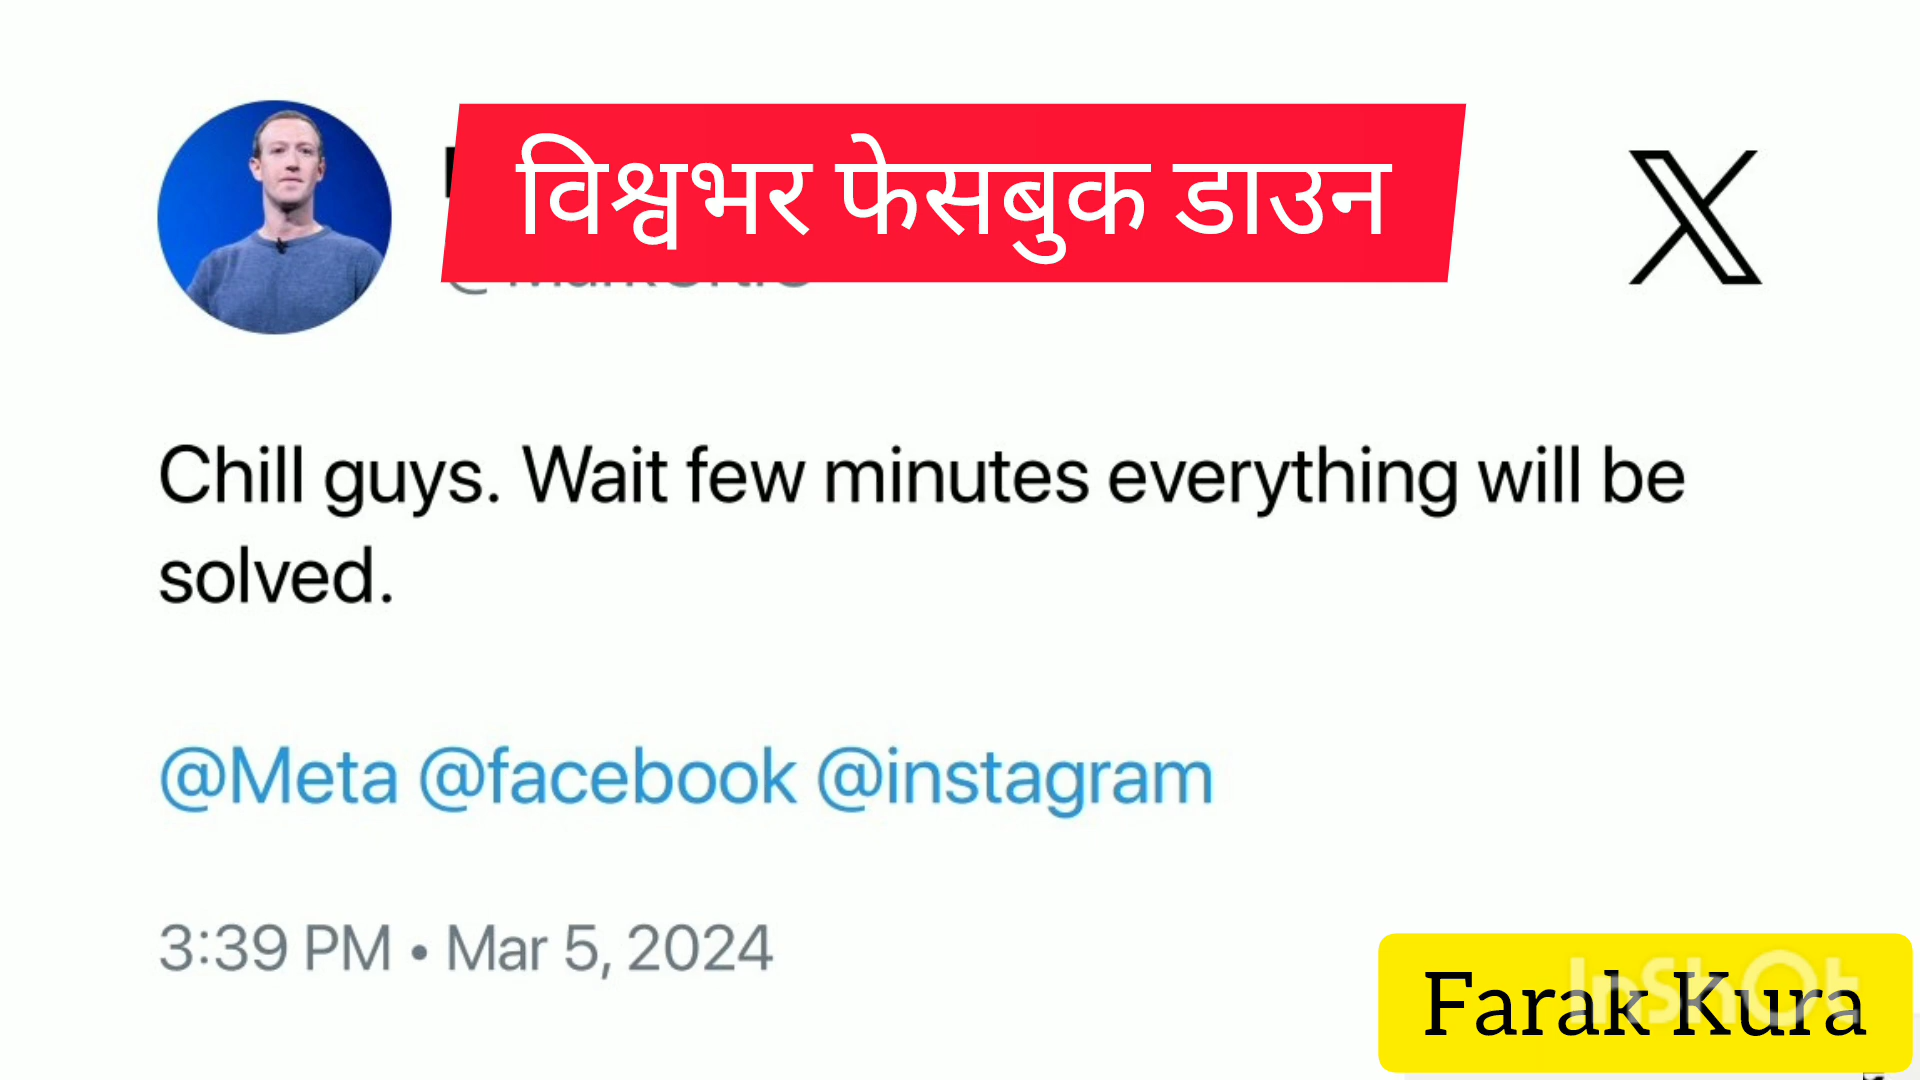 विश्वभर फेसबुक डाउन
Chill guys. Wait few minutes everything will be
solved.
@Meta @facebook @instagram
3:39 PM • Mar 5, 2024
Farak Kura
InShOt